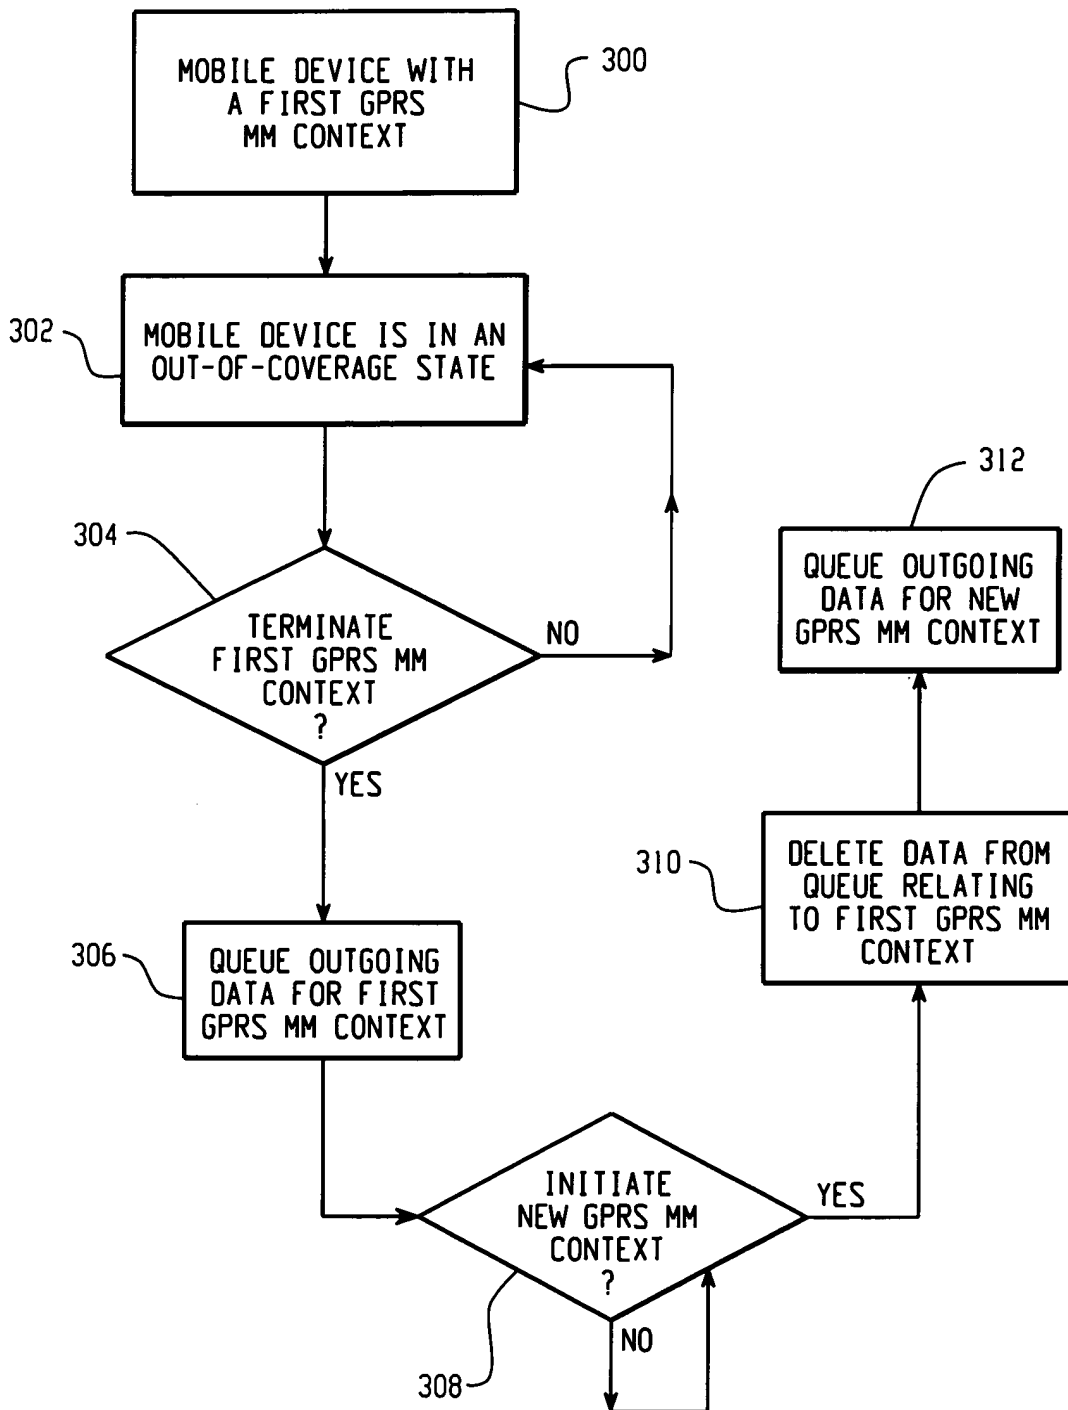 MOBILE DEVICE WITH
A FIRST GPRS
MM CONTEXT
300
302
MOBILE DEVICE IS IN AN
OUT-OF-COVERAGE STATE
304
TERMINATE
FIRST GPRS MM
CONTEXT
?
NO
YES
306
QUEUE OUTGOING
DATA FOR FIRST
GPRS MM CONTEXT
INITIATE
NEW GPRS MM
CONTEXT
?
YES
NO
308
310
DELETE DATA FROM
QUEUE RELATING
TO FIRST GPRS MM
CONTEXT
312
QUEUE OUTGOING
DATA FOR NEW
GPRS MM CONTEXT